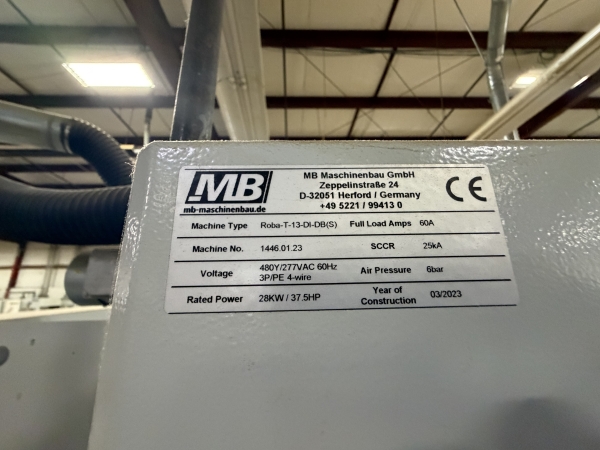 MB
mb-maschinenbau.de
MB Maschinenbau GmbH
Zeppelinstraße 24
D-32051 Herford / Germany
+49 5221 / 99413 0
CE
Machine Type Roba-T-13-DI-DB(S) Full Load Amps 60A
Machine No. 1446.01.23 SCCR 25kA
Voltage 480Y/277VAC 60Hz 3P/PE 4-wire Air Pressure 6bar
Rated Power 28KW / 37.5HP Year of Construction 03/2023